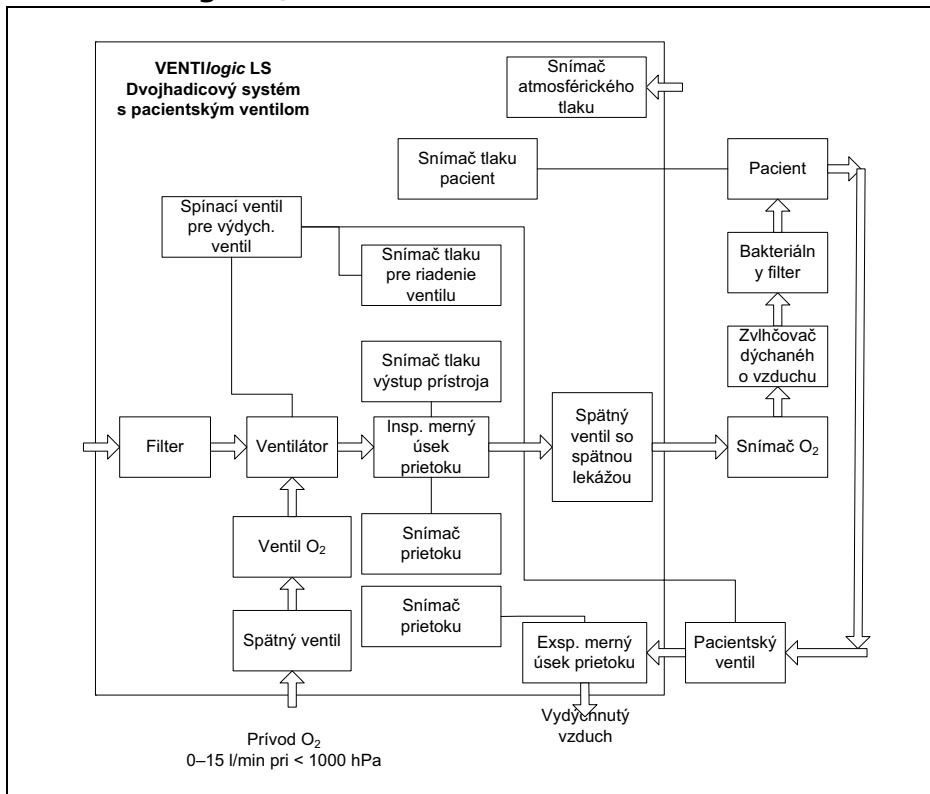 VENTIlogic LS
Dvojhadicový systém
s pacientským ventilom
Snímač
atmosférického
tlaku
Snímač tlaku
pacient
Pacient
Spínací ventil
pre výdych.
ventil
Snímač tlaku
pre riadenie
ventilu
Bakteriáln
y filter
Snímač tlaku
výstup prístroja
Zvlhčovač
dýchanéh
o vzduchu
Filter
Ventilátor
Insp. merný
úsek
prietoku
Spätný
ventil so
spätnou
lekážou
Snímač O₂
Ventil O₂
Snímač
prietoku
Snímač
prietoku
Spätný ventil
Exsp. merný
úsek prietoku
Pacientský
ventil
Vydýchnutý
vzduch
Prívod O₂
0–15 l/min pri < 1000 hPa